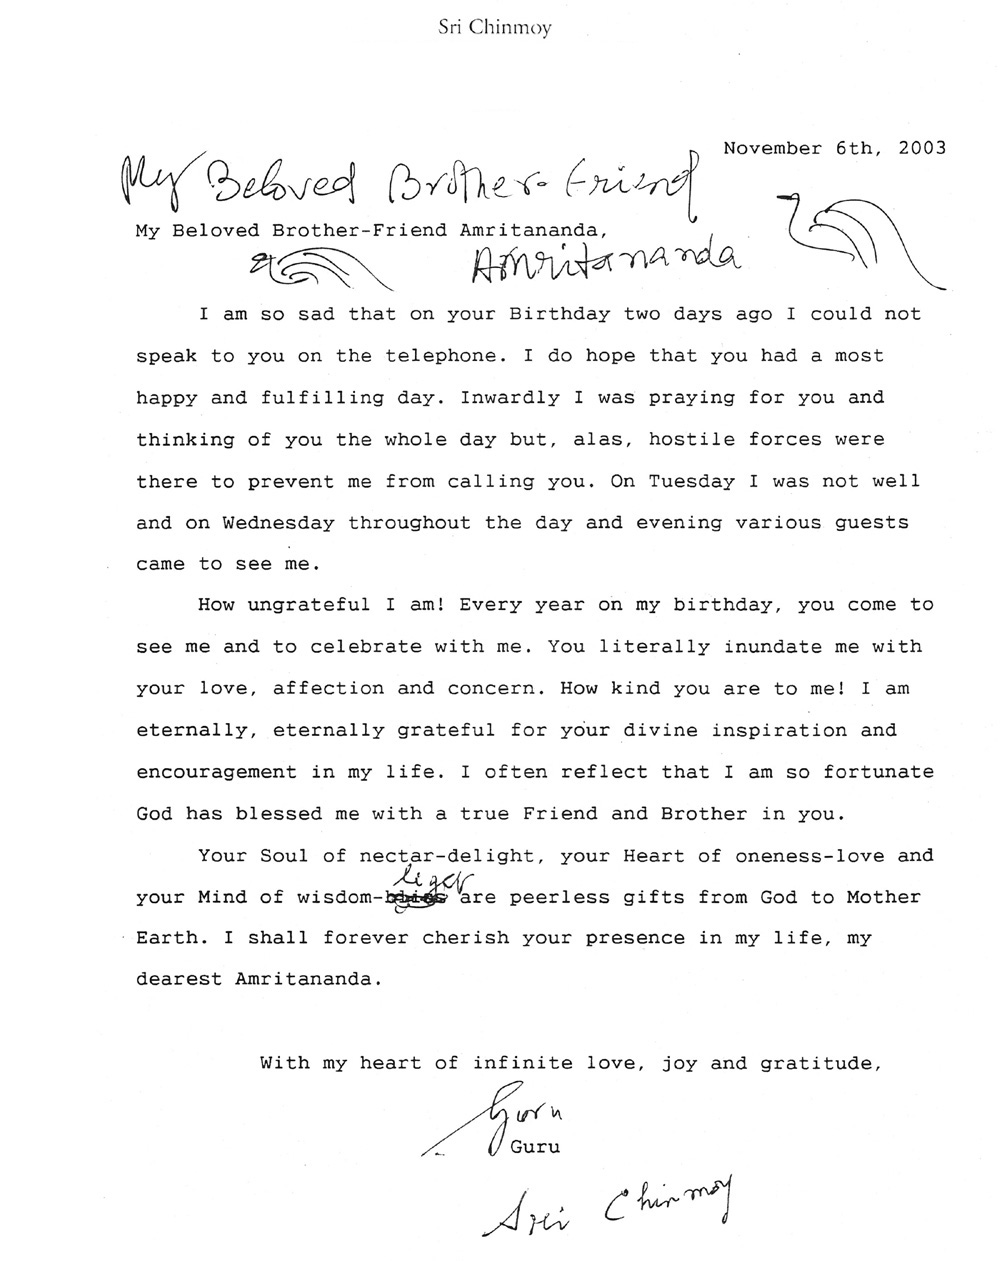 Sri Chinmoy
November 6th, 2003
My Beloved Brother-Friend
My Beloved Brother-Friend Amritananda,
Amritananda
I am so sad that on your Birthday two days ago I could not
speak to you on the telephone. I do hope that you had a most
happy and fulfilling day. Inwardly I was praying for you and
thinking of you the whole day but, alas, hostile forces were
there to prevent me from calling you. On Tuesday I was not well
and on Wednesday throughout the day and evening various guests
came to see me.
How ungrateful I am! Every year on my birthday, you come to
see me and to celebrate with me. You literally inundate me with
your love, affection and concern. How kind you are to me! I am
eternally, eternally grateful for your divine inspiration and
encouragement in my life. I often reflect that I am so fortunate
God has blessed me with a true Friend and Brother in you.
Your Soul of nectar-delight, your Heart of oneness-love and
your Mind of wisdom-light are peerless gifts from God to Mother
Earth. I shall forever cherish your presence in my life, my
dearest Amritananda.
With my heart of infinite love, joy and gratitude,
Guru
Guru
Sri Chinmoy